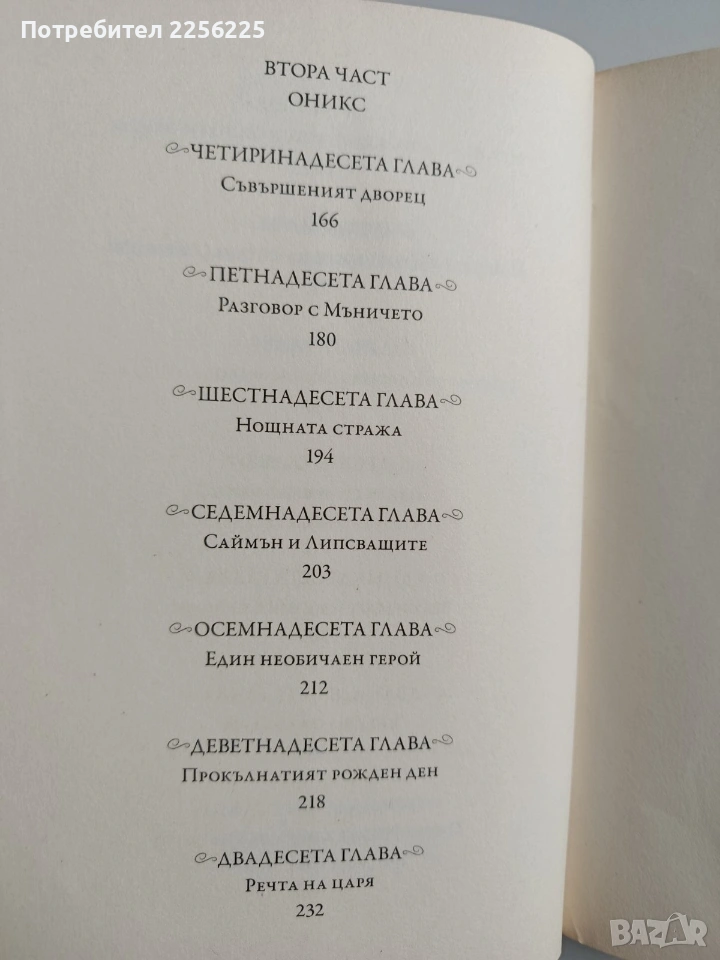 Потребител 2256225
ВТОРА ЧАСТ
ОНИКС
ЧЕТИРИНАДЕСЕТА ГЛАВА
Съвършеният дворец
166
ПЕТНАДЕСЕТА ГЛАВА
Разговор с Мъничето
180
ШЕСТНАДЕСЕТА ГЛАВА
Нощната стража
194
СЕДЕМНАДЕСЕТА ГЛАВА
Саймън и Липсващите
203
ОСЕМНАДЕСЕТА ГЛАВА
Един необичаен герой
212
ДЕВЕТНАДЕСЕТА ГЛАВА
Прокълнатият рожден ден
218
ДВАДЕСЕТА ГЛАВА
Речта на царя
232
BAZAR